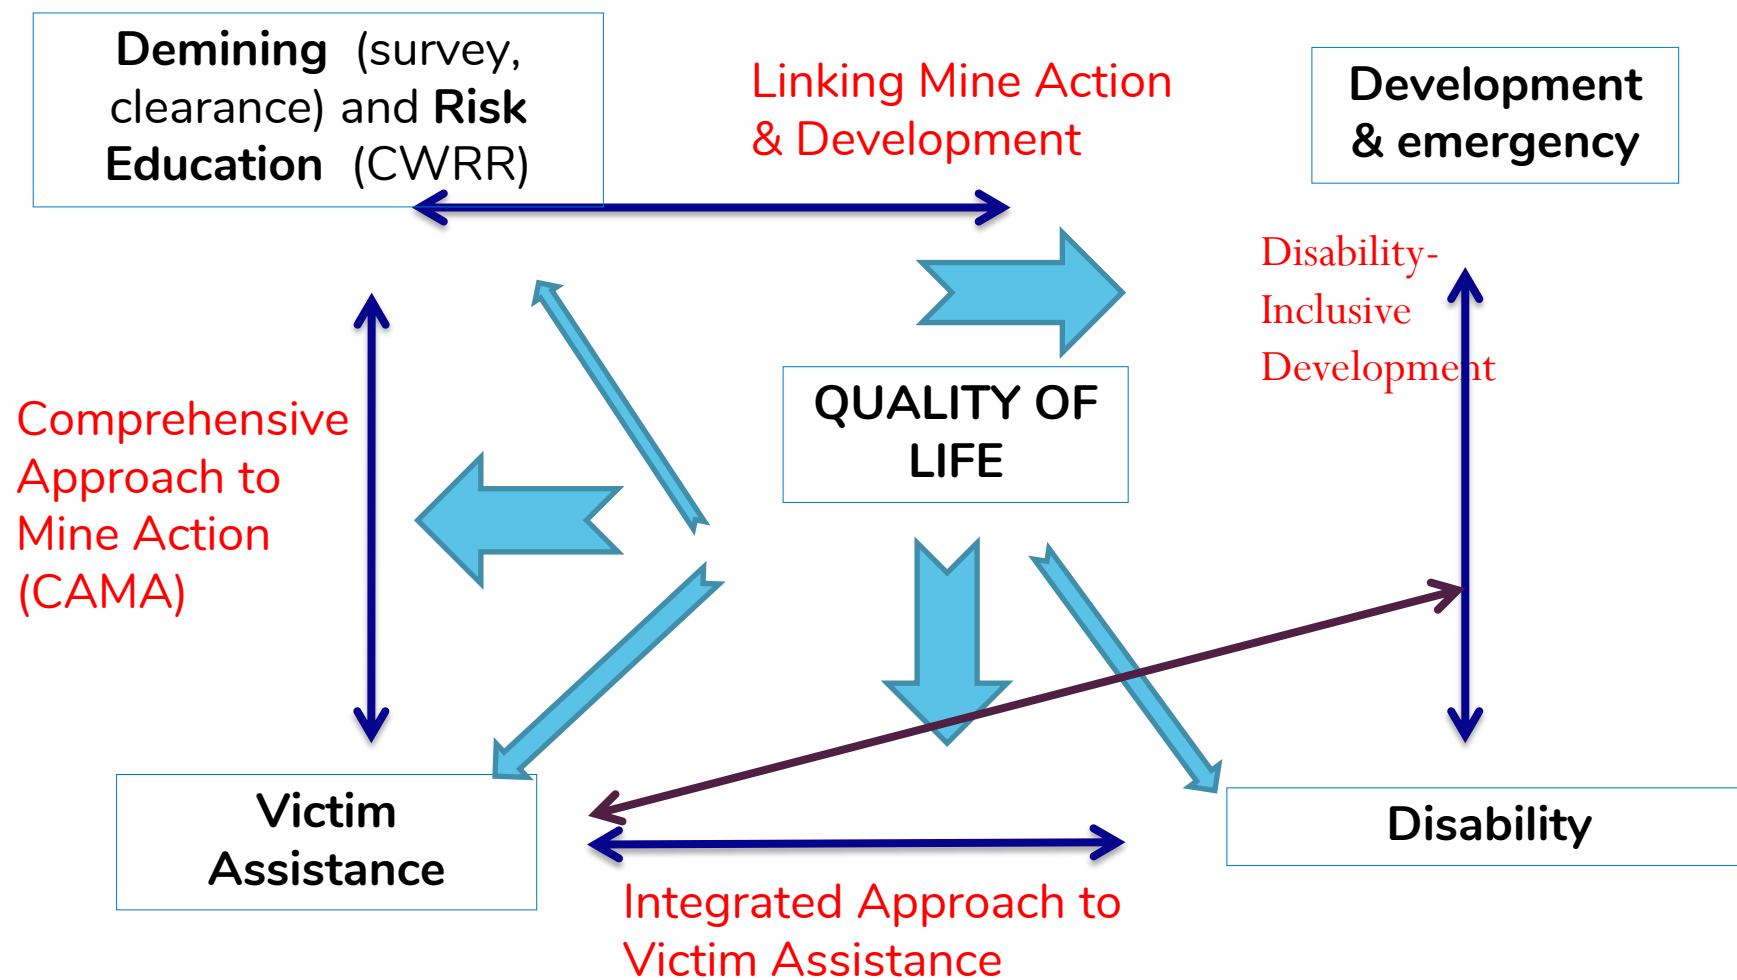 Demining (survey,
clearance) and Risk
Education (CWRR)
Linking Mine Action
& Development
Development
& emergency
Disability-
Inclusive
Development
Comprehensive
Approach to
Mine Action
(CAMA)
QUALITY OF
LIFE
Victim
Assistance
Disability
Integrated Approach to
Victim Assistance